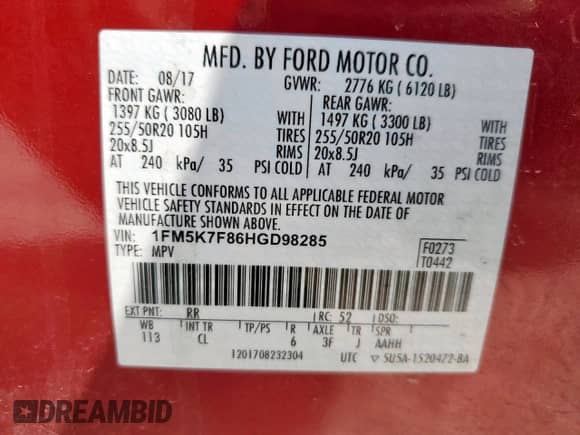 MFD. BY FORD MOTOR CO.
DATE: 08/17 GVWR: 2776 KG ( 6120 LB)
FRONT GAWR: REAR GAWR:
1397 KG ( 3080 LB) WITH 1497 KG ( 3300 LB) WITH
255/50R20 105H TIRES 255/50R20 105H TIRES
20x8.5J RIMS 20x8.5J RIMS
AT 240 kPa/ 35 PSI COLD AT 240 kPa/ 35 PSI COLD
THIS VEHICLE CONFORMS TO ALL APPLICABLE FEDERAL MOTOR
VEHICLE SAFETY STANDARDS IN EFFECT ON THE DATE OF
MANUFACTURE SHOWN ABOVE.
VIN: 1FM5K7F86HGD98285 F0273
TYPE: MPV T0442
EXT PNT: RR RC: 52 DSO:
WB INT TR TP/PS R AXLE TR SPR
113 CL 6 3F J AAHH
1201708232304 UTC ▽ 5U5A-1520472-BA
DREAMBID